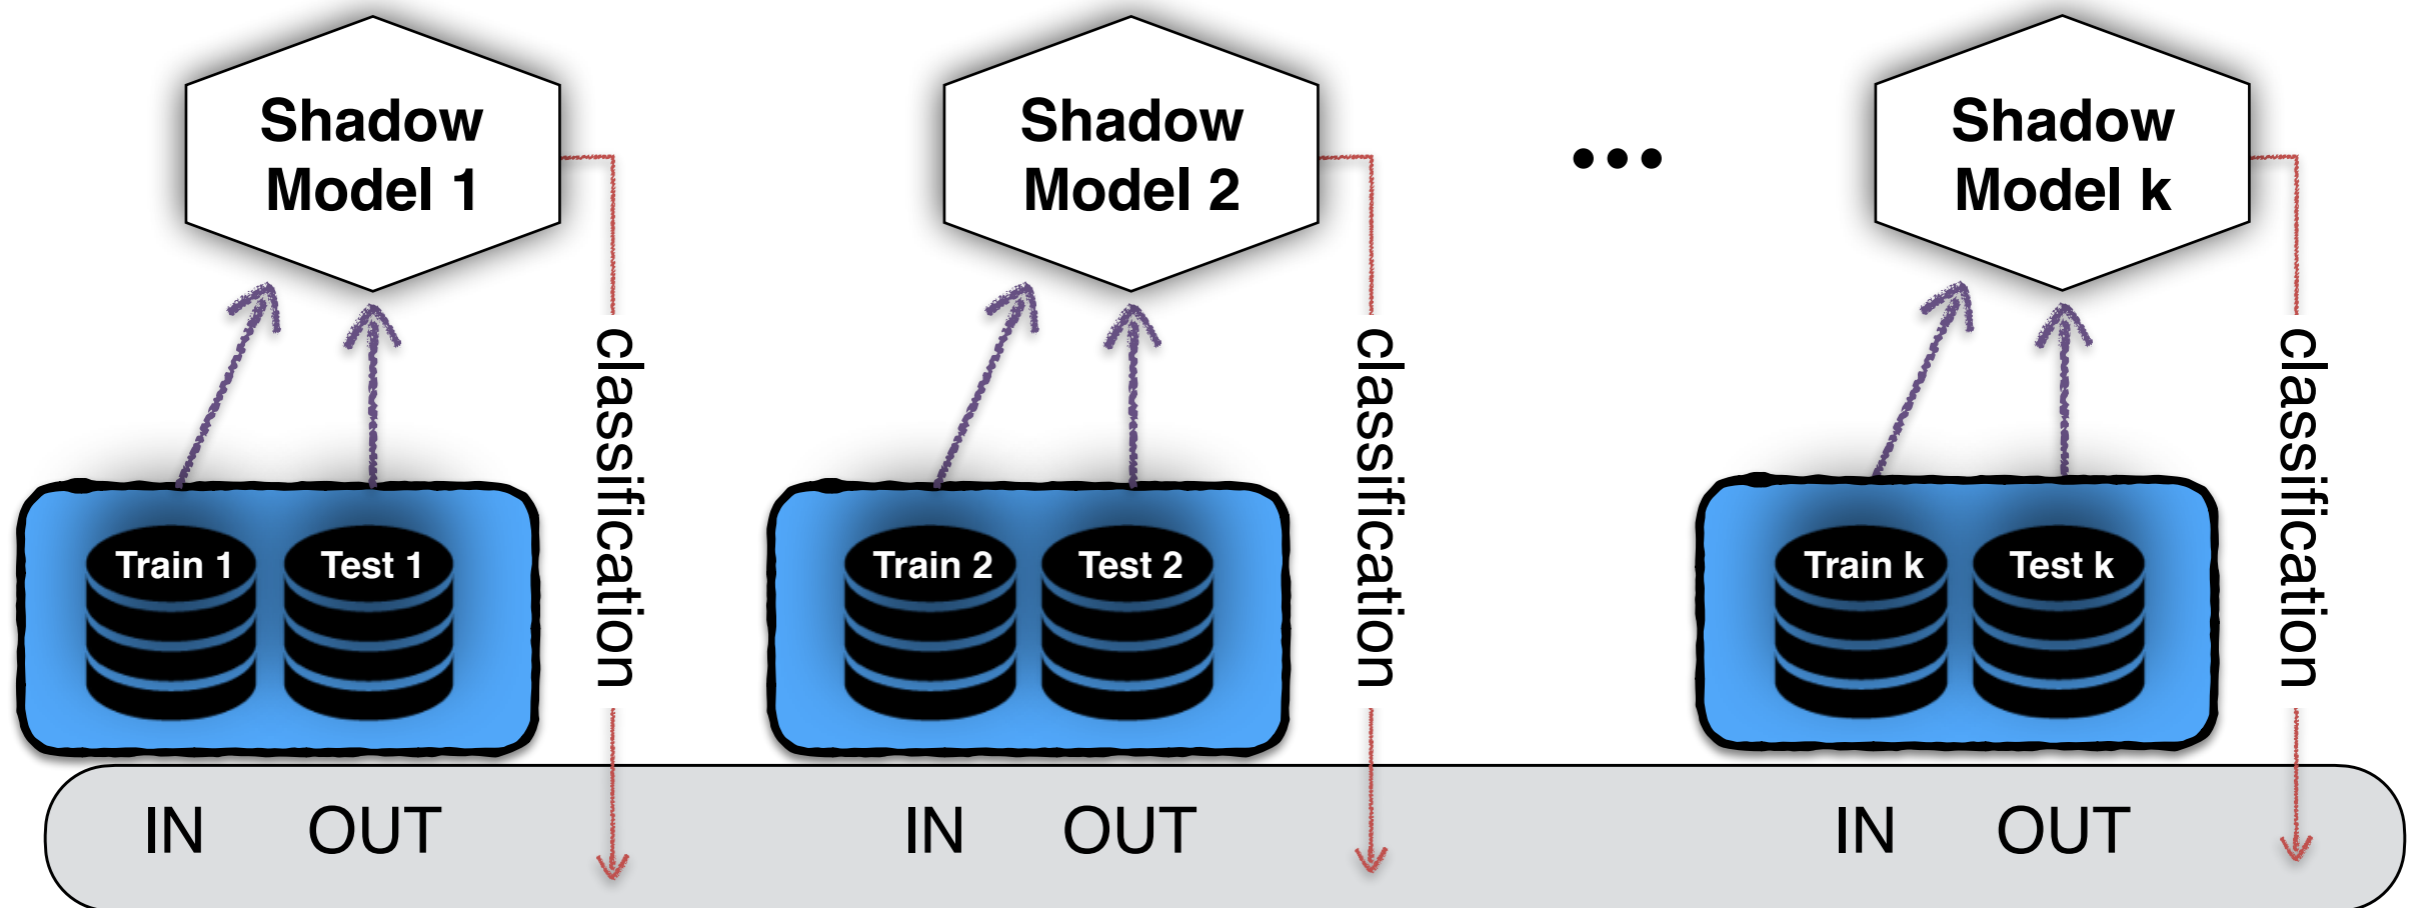 Shadow
Model 1
Shadow
Model 2
Shadow
Model k
classification
classification
classification
Train 1
Test 1
Train 2
Test 2
Train k
Test k
IN
OUT
IN
OUT
IN
OUT